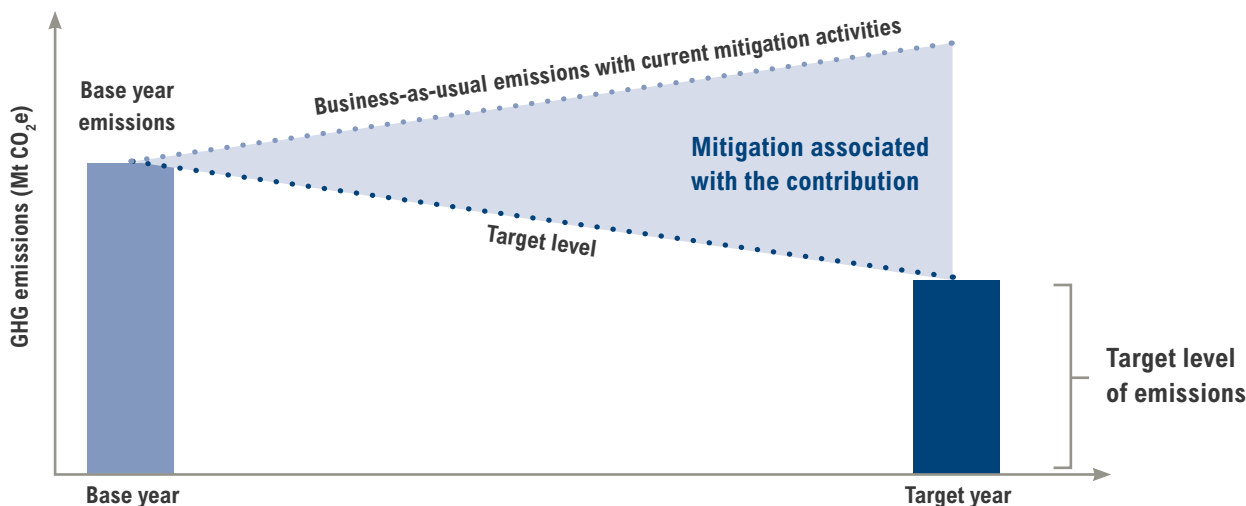 Business-as-usual emissions with current mitigation activities
Base year
emissions
GHG emissions (Mt CO₂e)
Mitigation associated
with the contribution
Target level
Target level
of emissions
Base year
Target year